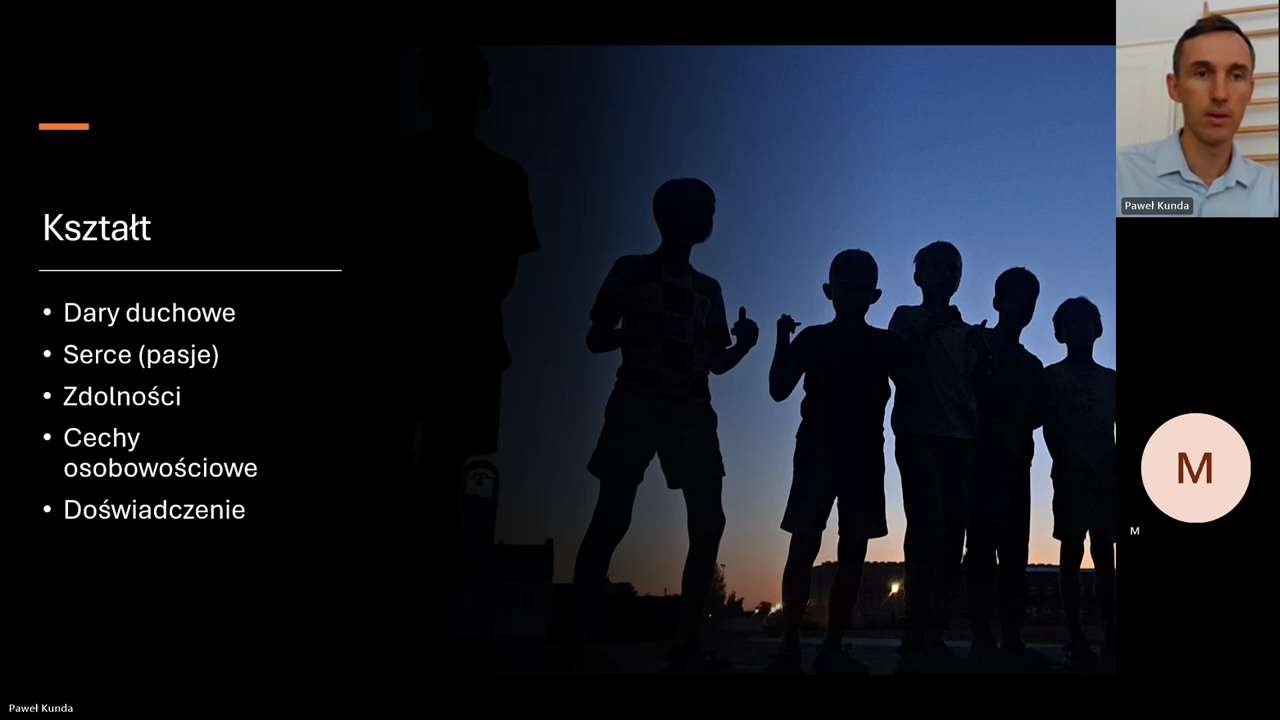 Kształt
• Dary duchowe
• Serce (pasje)
• Zdolności
• Cechy
osobowościowe
• Doświadczenie
Paweł Kunda
M
M
Paweł Kunda